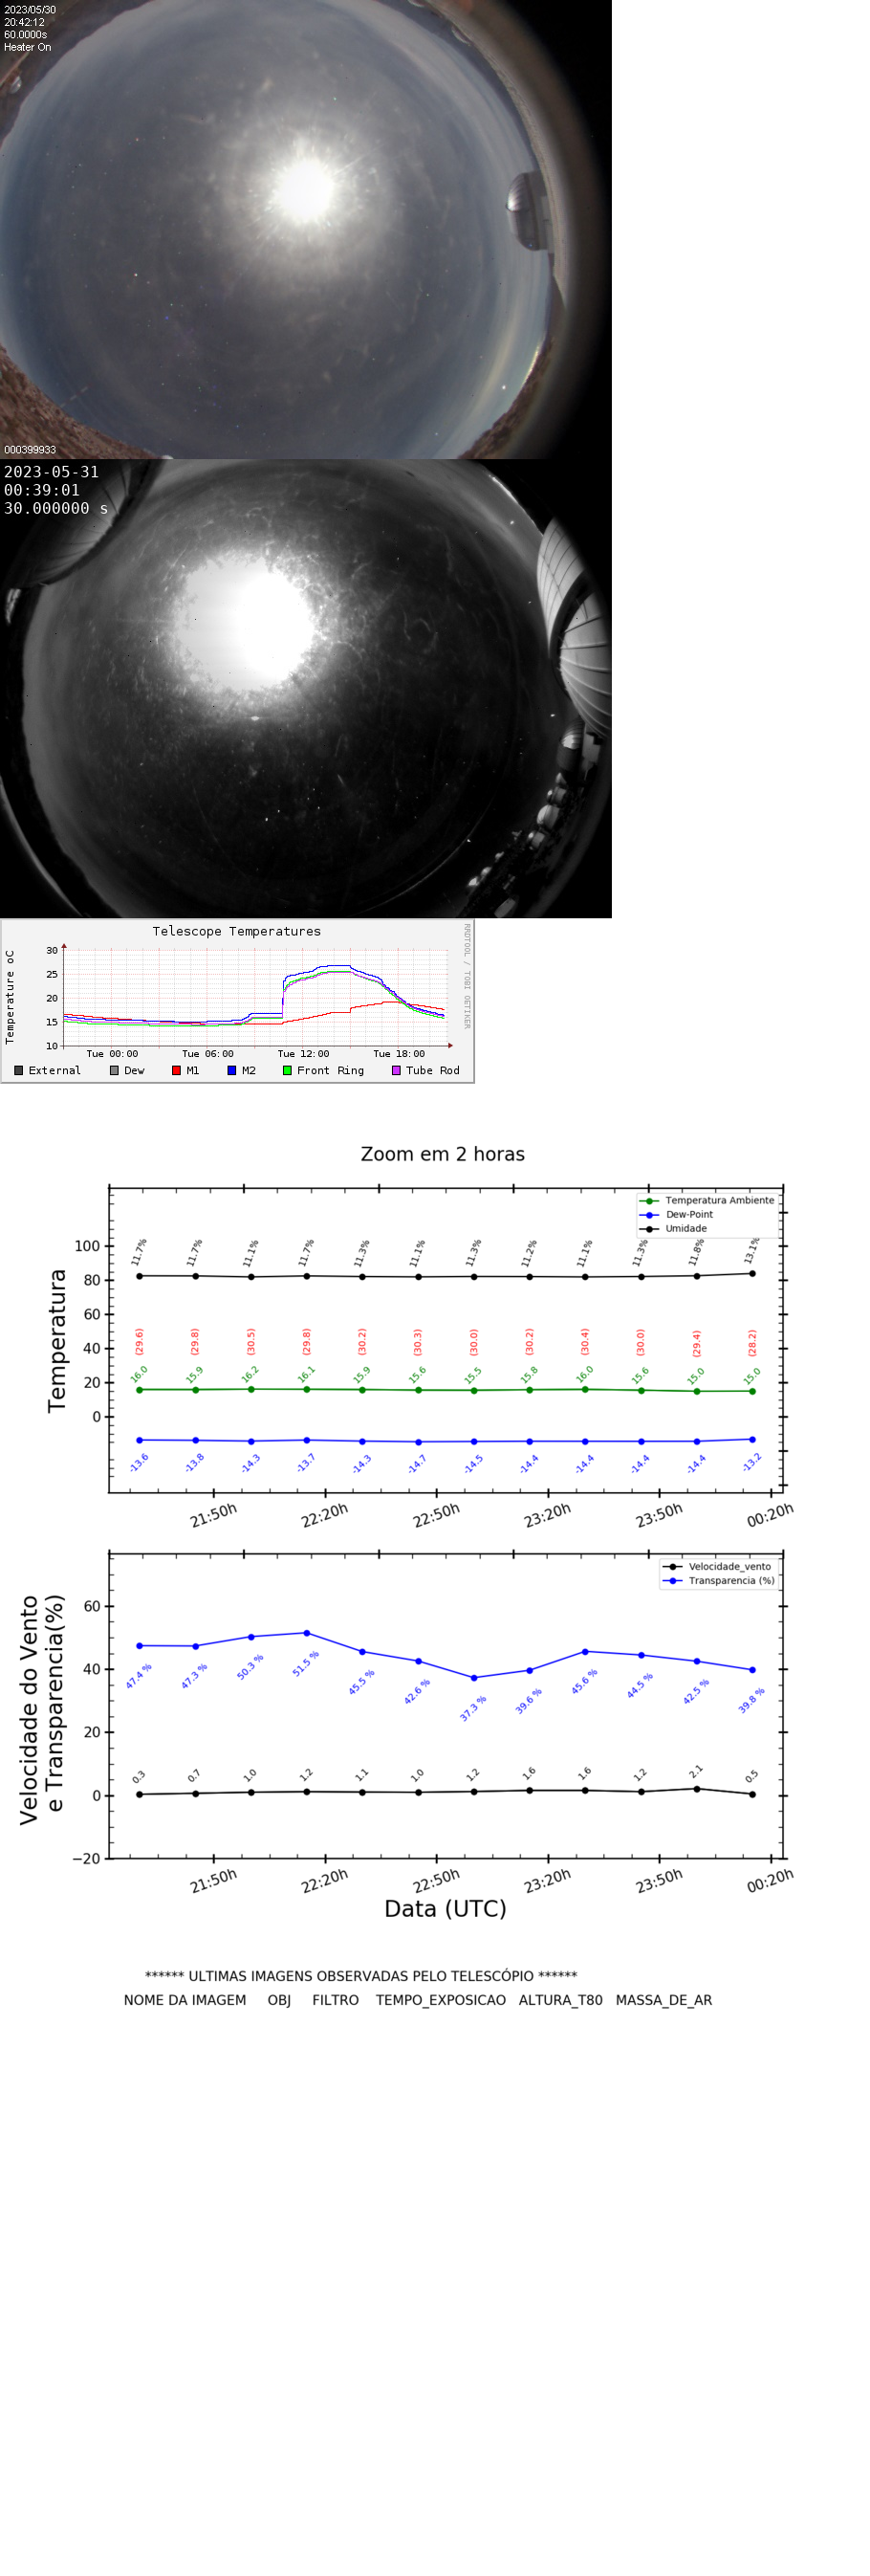 2023/05/30
20:42:12
60.0000s
Heater On
000399933
2023-05-31
00:39:01
30.000000 s
Telescope Temperatures
RRDTOOL / TOBI OETIKER
Temperature oC
30
25
20
15
10
Tue 00:00 Tue 06:00 Tue 12:00 Tue 18:00
External Dew M1 M2 Front Ring Tube Rod
Zoom em 2 horas
Temperatura Ambiente
Dew-Point
Umidade
Temperatura
100
80
60
40
20
0
11.7% 11.7% 11.1% 11.7% 11.3% 11.1% 11.3% 11.2% 11.1% 11.3% 11.8% 13.1%
(29.6) (29.8) (30.5) (29.8) (30.2) (30.3) (30.0) (30.2) (30.4) (30.0) (29.4) (28.2)
16.0 15.9 16.2 16.1 15.9 15.6 15.5 15.8 16.0 15.6 15.0 15.0
-13.6 -13.8 -14.3 -13.7 -14.3 -14.7 -14.5 -14.4 -14.4 -14.4 -14.4 -13.2
21:50h 22:20h 22:50h 23:20h 23:50h 00:20h
Velocidade_vento
Transparencia (%)
Velocidade do Vento
e Transparencia(%)
60
40
20
0
−20
47.4 % 47.3 % 50.3 % 51.5 % 45.5 % 42.6 % 37.3 % 39.6 % 45.6 % 44.5 % 42.5 % 39.8 %
0.3 0.7 1.0 1.2 1.1 1.0 1.2 1.6 1.6 1.2 2.1 0.5
21:50h 22:20h 22:50h 23:20h 23:50h 00:20h
Data (UTC)
****** ULTIMAS IMAGENS OBSERVADAS PELO TELESCÓPIO ******
NOME DA IMAGEM OBJ FILTRO TEMPO_EXPOSICAO ALTURA_T80 MASSA_DE_AR